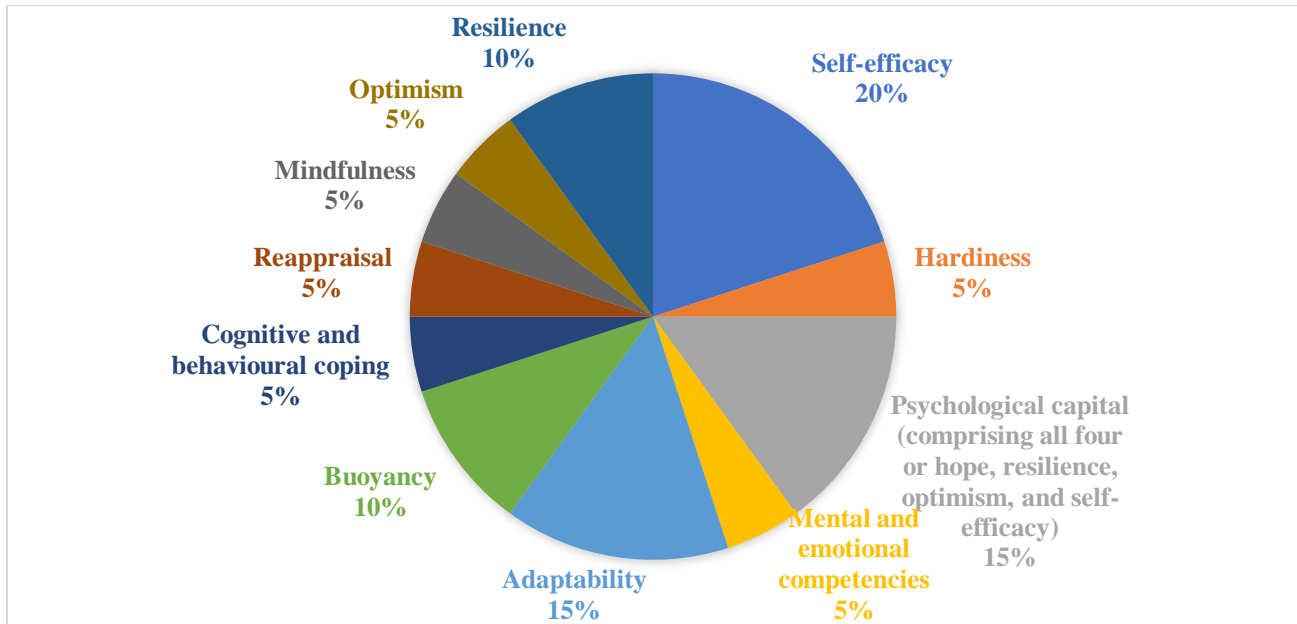 Resilience
10%
Self-efficacy
20%
Optimism
5%
Mindfulness
5%
Reappraisal
5%
Hardiness
5%
Cognitive and
behavioural coping
5%
Psychological capital
(comprising all four
or hope, resilience,
optimism, and self-
efficacy)
15%
Buoyancy
10%
Mental and
emotional
competencies
5%
Adaptability
15%